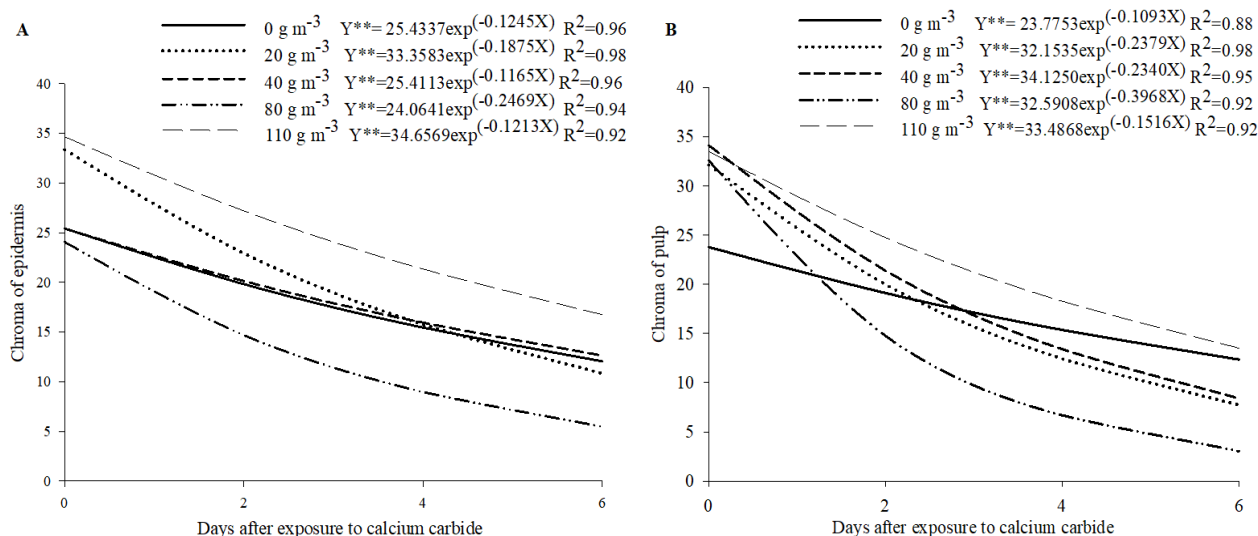 A
0 g m-3 Y**= 25.4337exp(-0.1245X) R2=0.96
20 g m-3 Y**=33.3583exp(-0.1875X) R2=0.98
40 g m-3 Y**=25.4113exp(-0.1165X) R2=0.96
80 g m-3 Y**=24.0641exp(-0.2469X) R2=0.94
110 g m-3 Y**=34.6569exp(-0.1213X) R2=0.92
40
35
30
25
20
15
10
5
0
Chroma of epidermis
0 2 4 6
Days after exposure to calcium carbide
B
0 g m-3 Y**= 23.7753exp(-0.1093X) R2=0.88
20 g m-3 Y**=32.1535exp(-0.2379X) R2=0.98
40 g m-3 Y**=34.1250exp(-0.2340X) R2=0.95
80 g m-3 Y**=32.5908exp(-0.3968X) R2=0.92
110 g m-3 Y**=33.4868exp(-0.1516X) R2=0.92
40
35
30
25
20
15
10
5
0
Chroma of pulp
0 2 4 6
Days after exposure to calcium carbide